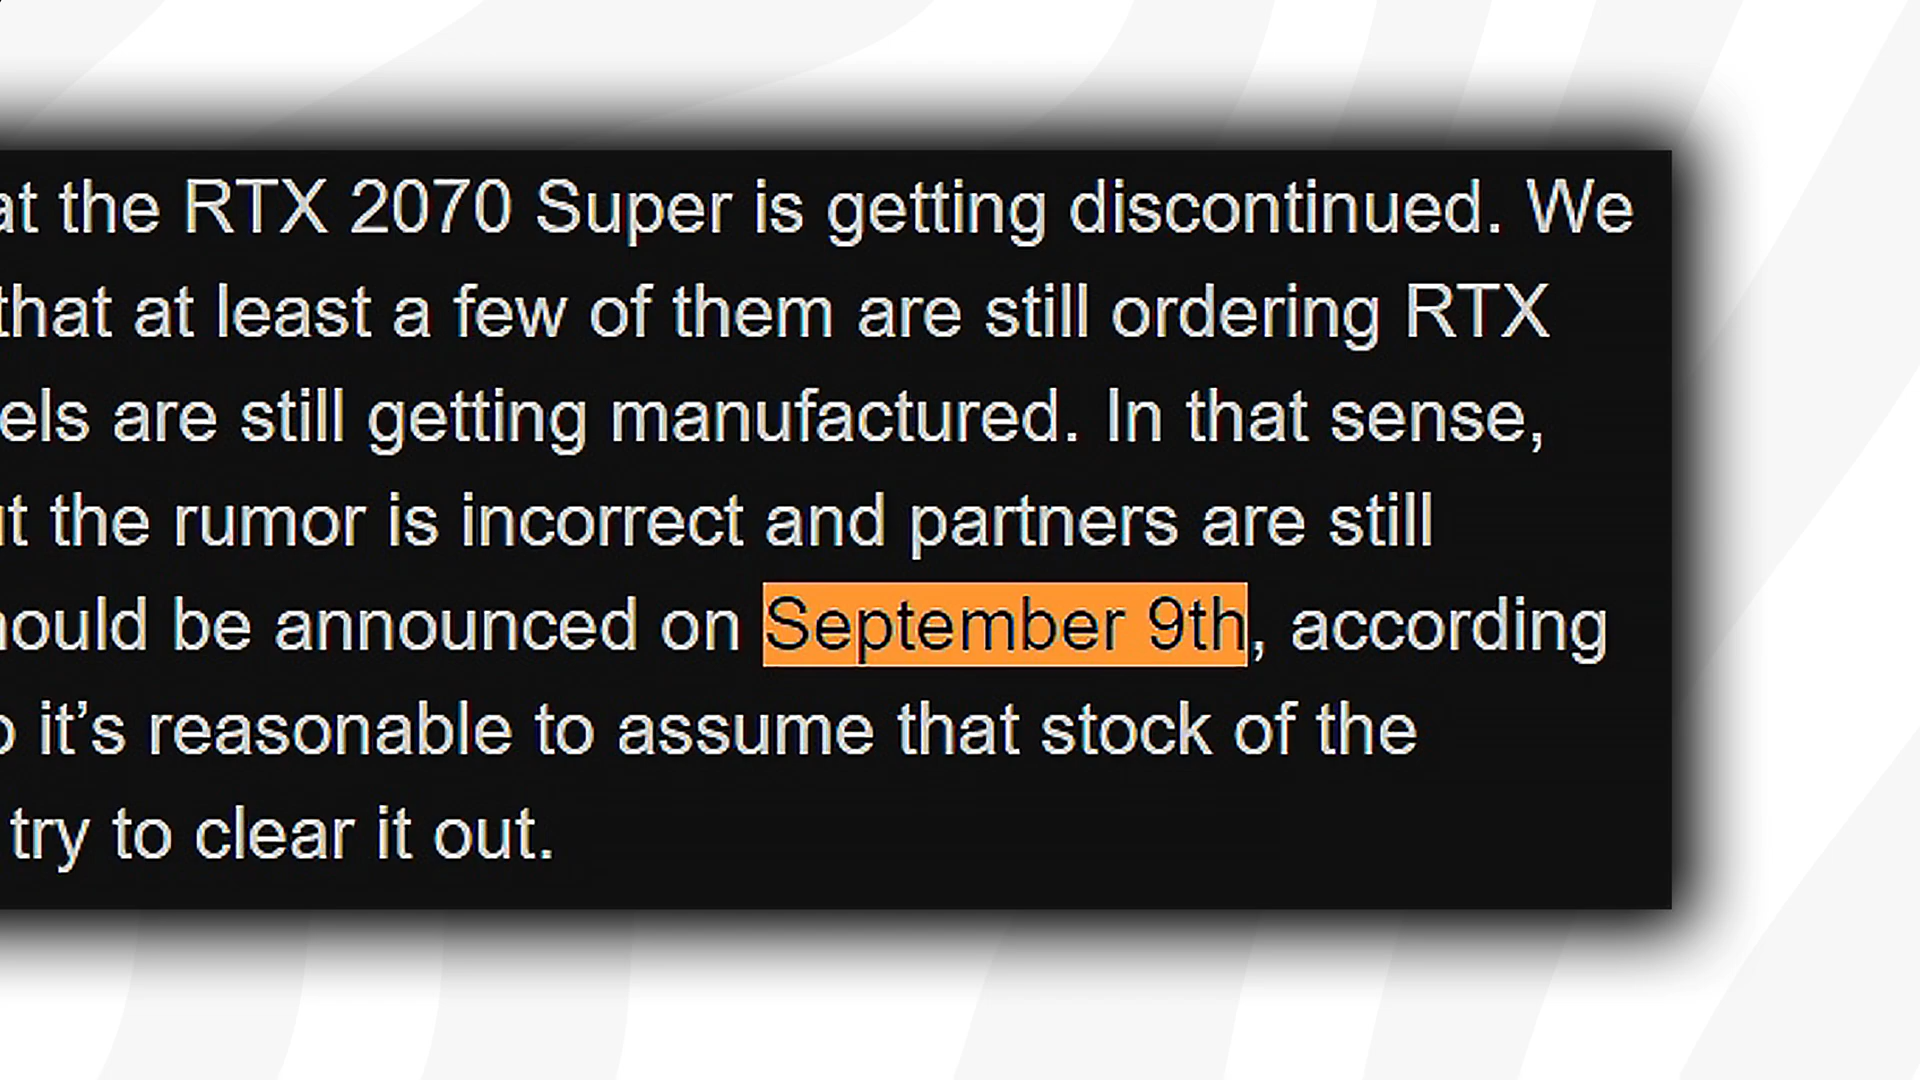 at the RTX 2070 Super is getting discontinued. We
that at least a few of them are still ordering RTX
els are still getting manufactured. In that sense,
ut the rumor is incorrect and partners are still
hould be announced on September 9th, according
o it’s reasonable to assume that stock of the
try to clear it out.